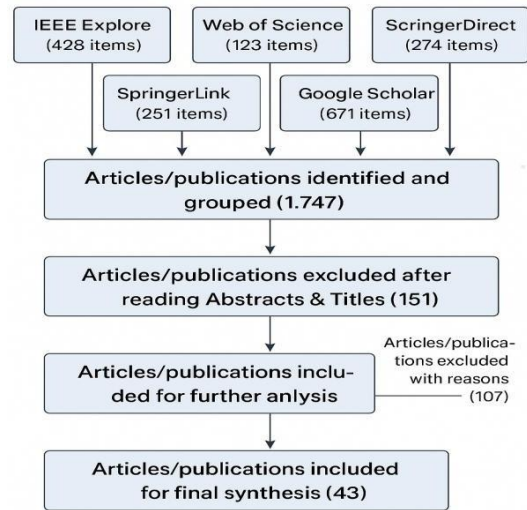 IEEE Explore
(428 items)
Web of Science
(123 items)
ScringerDirect
(274 items)
SpringerLink
(251 items)
Google Scholar
(671 items)
Articles/publications identified and
grouped (1.747)
Articles/publications excluded after
reading Abstracts & Titles (151)
Articles/publications inclu-
ded for further anlysis
Articles/publica-
tions excluded
with reasons
(107)
Articles/publications included
for final synthesis (43)